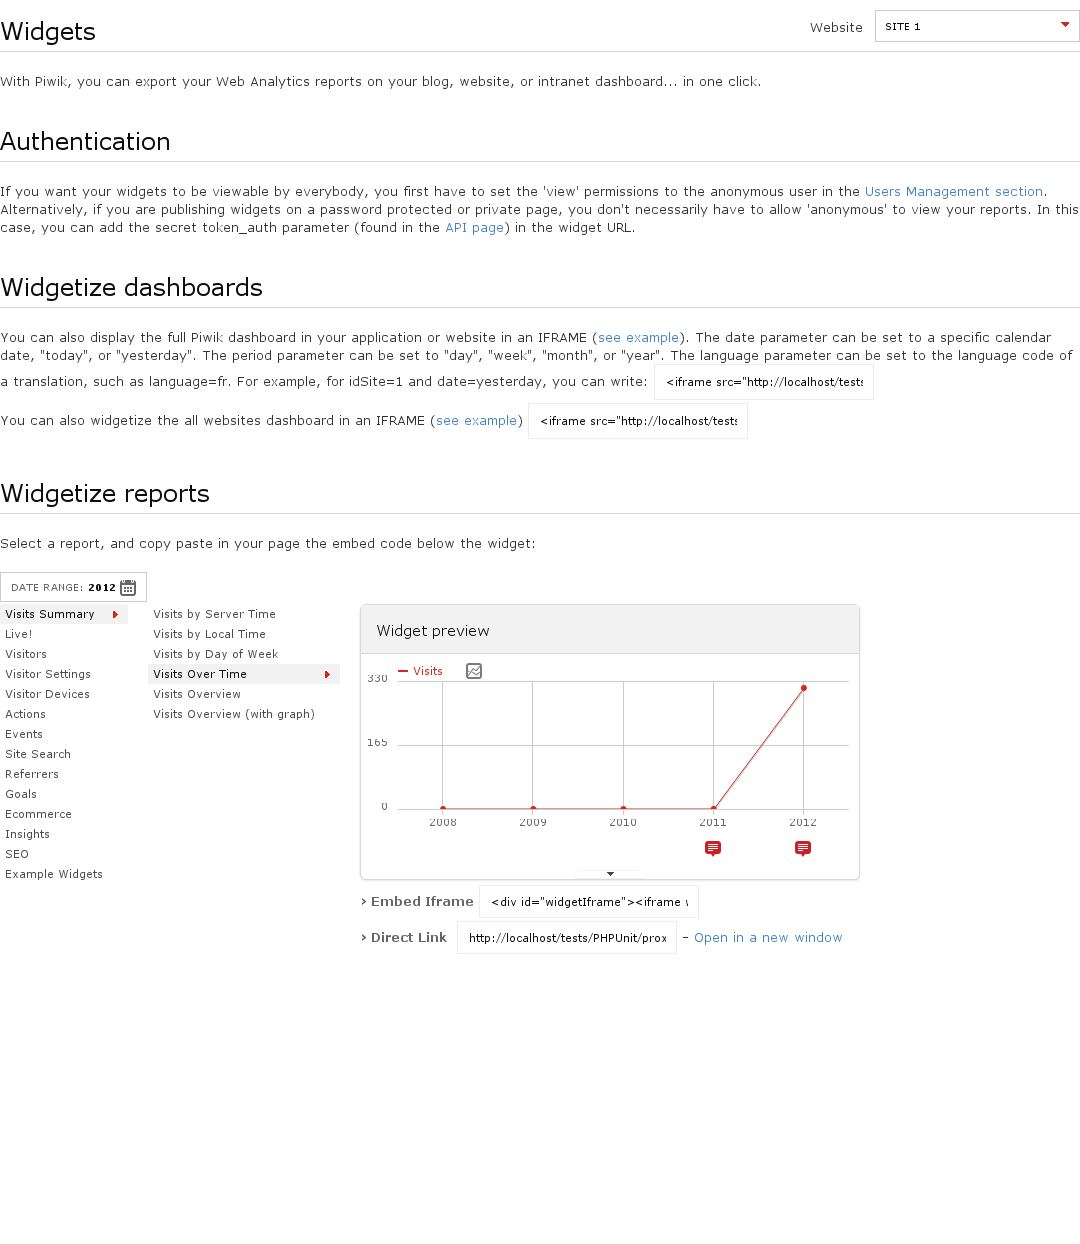 Widgets
Website
SITE 1
With Piwik, you can export your Web Analytics reports on your blog, website, or intranet dashboard... in one click.
Authentication
If you want your widgets to be viewable by everybody, you first have to set the 'view' permissions to the anonymous user in the Users Management section.
Alternatively, if you are publishing widgets on a password protected or private page, you don't necessarily have to allow 'anonymous' to view your reports. In this
case, you can add the secret token_auth parameter (found in the API page) in the widget URL.
Widgetize dashboards
You can also display the full Piwik dashboard in your application or website in an IFRAME (see example). The date parameter can be set to a specific calendar
date, "today", or "yesterday". The period parameter can be set to "day", "week", "month", or "year". The language parameter can be set to the language code of
a translation, such as language=fr. For example, for idSite=1 and date=yesterday, you can write: <iframe src="http://localhost/tests
You can also widgetize the all websites dashboard in an IFRAME (see example) <iframe src="http://localhost/tests
Widgetize reports
Select a report, and copy paste in your page the embed code below the widget:
DATE RANGE: 2012
Visits Summary
Live!
Visitors
Visitor Settings
Visitor Devices
Actions
Events
Site Search
Referrers
Goals
Ecommerce
Insights
SEO
Example Widgets
Visits by Server Time
Visits by Local Time
Visits by Day of Week
Visits Over Time
Visits Overview
Visits Overview (with graph)
Widget preview
Visits
330
165
0
2008 2009 2010 2011 2012
› Embed Iframe <div id="widgetIframe"><iframe
› Direct Link http://localhost/tests/PHPUnit/prox - Open in a new window